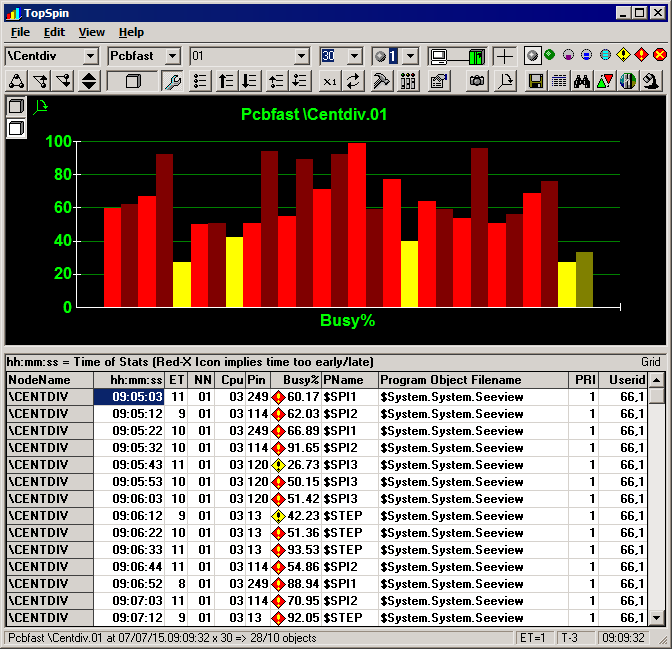 TopSpin
File Edit View Help
\Centdiv Pcbfast 01 30 1
x1
Pcbfast \Centdiv.01
100
80
60
40
20
0
Busy%
hh:mm:ss = Time of Stats (Red-X Icon implies time too early/late) Grid
NodeName hh:mm:ss ET NN Cpu Pin Busy% PName Program Object Filename PRI Userid
\CENTDIV 09:05:03 11 01 03 249 60.17 $SPI1 $System.System.Seeview 1 66,1
\CENTDIV 09:05:12 9 01 03 114 62.03 $SPI2 $System.System.Seeview 1 66,1
\CENTDIV 09:05:22 10 01 03 249 66.89 $SPI1 $System.System.Seeview 1 66,1
\CENTDIV 09:05:32 10 01 03 114 91.65 $SPI2 $System.System.Seeview 1 66,1
\CENTDIV 09:05:43 11 01 03 120 26.73 $SPI3 $System.System.Seeview 1 66,1
\CENTDIV 09:05:53 10 01 03 120 50.15 $SPI3 $System.System.Seeview 1 66,1
\CENTDIV 09:06:03 10 01 03 120 51.42 $SPI3 $System.System.Seeview 1 66,1
\CENTDIV 09:06:12 9 01 03 13 42.23 $STEP $System.System.Seeview 1 66,1
\CENTDIV 09:06:22 10 01 03 13 51.36 $STEP $System.System.Seeview 1 66,1
\CENTDIV 09:06:33 11 01 03 13 93.53 $STEP $System.System.Seeview 1 66,1
\CENTDIV 09:06:44 11 01 03 114 54.86 $SPI2 $System.System.Seeview 1 66,1
\CENTDIV 09:06:52 8 01 03 249 88.94 $SPI1 $System.System.Seeview 1 66,1
\CENTDIV 09:07:03 11 01 03 114 70.95 $SPI2 $System.System.Seeview 1 66,1
\CENTDIV 09:07:12 9 01 03 13 92.05 $STEP $System.System.Seeview 1 66,1
Pcbfast \Centdiv.01 at 07/07/15.09:09:32 x 30 => 28/10 objects ET=1 T-3 09:09:32